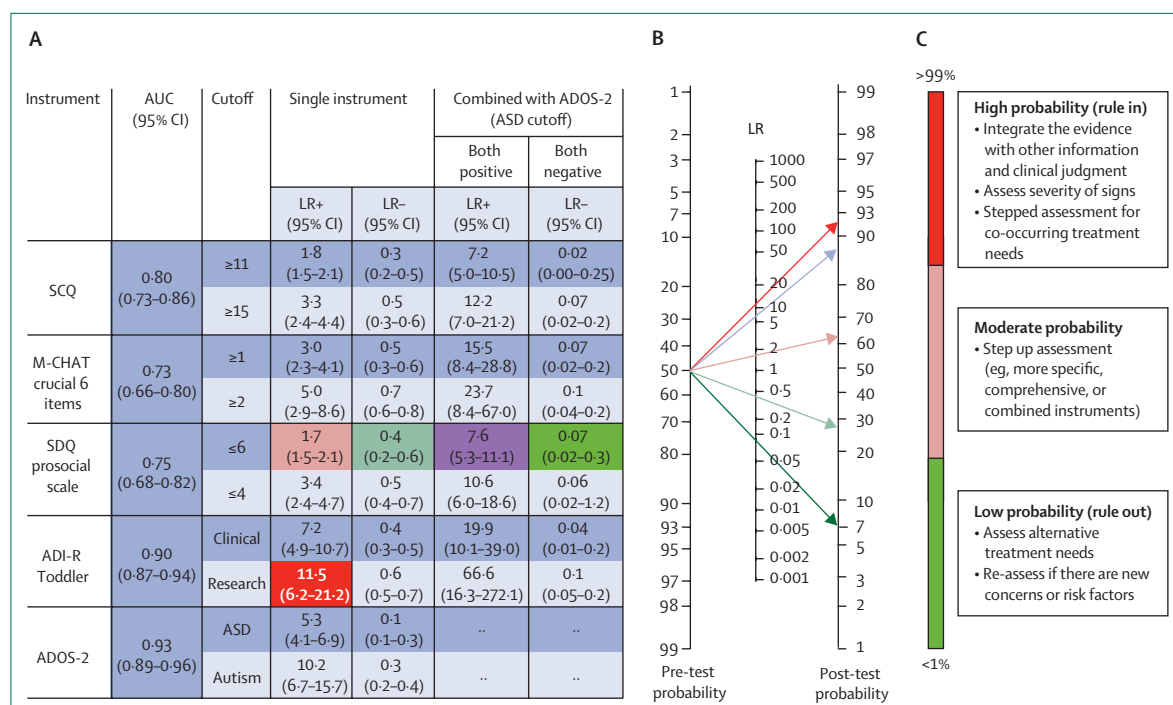 A
Instrument
AUC
(95% CI)
Cutoff
Single instrument
Combined with ADOS-2
(ASD cutoff)
Both
positive
Both
negative
LR+
(95% CI)
LR–
(95% CI)
LR+
(95% CI)
LR–
(95% CI)
SCQ
0·80
(0·73–0·86)
≥11
1·8
(1·5–2·1)
0·3
(0·2–0·5)
7·2
(5·0–10·5)
0·02
(0·00–0·25)
≥15
3·3
(2·4–4·4)
0·5
(0·3–0·6)
12·2
(7·0–21·2)
0·07
(0·02–0·2)
M-CHAT
crucial 6
items
0·73
(0·66–0·80)
≥1
3·0
(2·3–4·1)
0·5
(0·3–0·6)
15·5
(8·4–28·8)
0·07
(0·02–0·2)
≥2
5·0
(2·9–8·6)
0·7
(0·6–0·8)
23·7
(8·4–67·0)
0·1
(0·04–0·2)
SDQ
prosocial
scale
0·75
(0·68–0·82)
≤6
1·7
(1·5–2·1)
0·4
(0·2–0·6)
7·6
(5·3–11·1)
0·07
(0·02–0·3)
≤4
3·4
(2·4–4·7)
0·5
(0·4–0·7)
10·6
(6·0–18·6)
0·06
(0·02–1·2)
ADI-R
Toddler
0·90
(0·87–0·94)
Clinical
7·2
(4·9–10·7)
0·4
(0·3–0·5)
19·9
(10·1–39·0)
0·04
(0·01–0·2)
Research
11·5
(6·2–21·2)
0·6
(0·5–0·7)
66·6
(16·3–272·1)
0·1
(0·05–0·2)
ADOS-2
0·93
(0·89–0·96)
ASD
5·3
(4·1–6·9)
0·1
(0·1–0·3)
··
··
Autism
10·2
(6·7–15·7)
0·3
(0·2–0·4)
··
··
B
1
2
3
5
7
10
20
30
40
50
60
70
80
90
93
95
97
98
99
Pre-test
probability
LR
1000
500
200
100
50
20
10
5
2
1
0·5
0·2
0·1
0·05
0·02
0·01
0·005
0·002
0·001
99
98
97
95
93
90
80
70
60
50
40
30
20
10
7
5
3
2
1
Post-test
probability
C
>99%
<1%
High probability (rule in)
• Integrate the evidence
with other information
and clinical judgment
• Assess severity of signs
• Stepped assessment for
co-occurring treatment
needs
Moderate probability
• Step up assessment
(eg, more specific,
comprehensive, or
combined instruments)
Low probability (rule out)
• Assess alternative
treatment needs
• Re-assess if there are new
concerns or risk factors